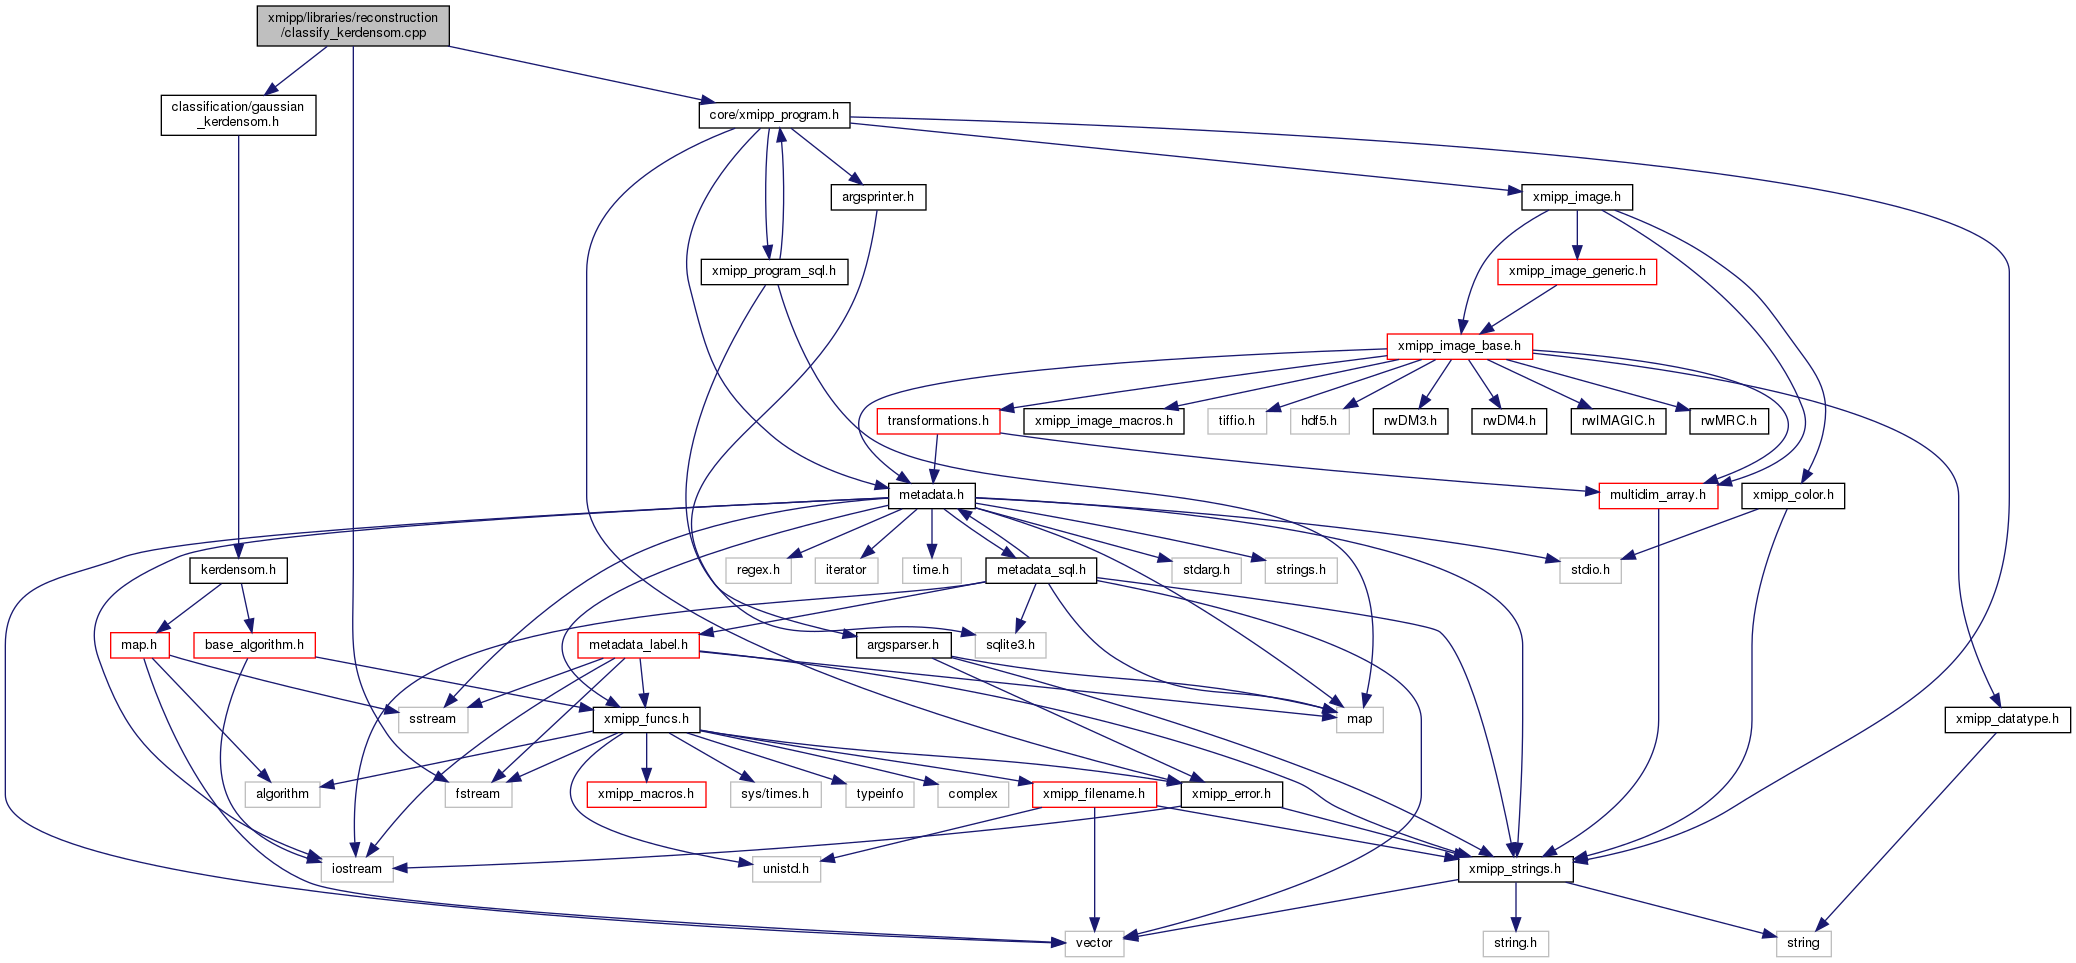 xmipp/libraries/reconstruction
/classify_kerdensom.cpp
classification/gaussian
_kerdensom.h
core/xmipp_program.h
argsprinter.h
xmipp_image.h
xmipp_program_sql.h
xmipp_image_generic.h
xmipp_image_base.h
transformations.h
xmipp_image_macros.h
tiffio.h
hdf5.h
rwDM3.h
rwDM4.h
rwIMAGIC.h
rwMRC.h
metadata.h
multidim_array.h
xmipp_color.h
kerdensom.h
regex.h
iterator
time.h
metadata_sql.h
stdarg.h
strings.h
stdio.h
map.h
base_algorithm.h
metadata_label.h
argsparser.h
sqlite3.h
sstream
xmipp_funcs.h
map
xmipp_datatype.h
algorithm
fstream
xmipp_macros.h
sys/times.h
typeinfo
complex
xmipp_filename.h
xmipp_error.h
iostream
unistd.h
xmipp_strings.h
vector
string.h
string